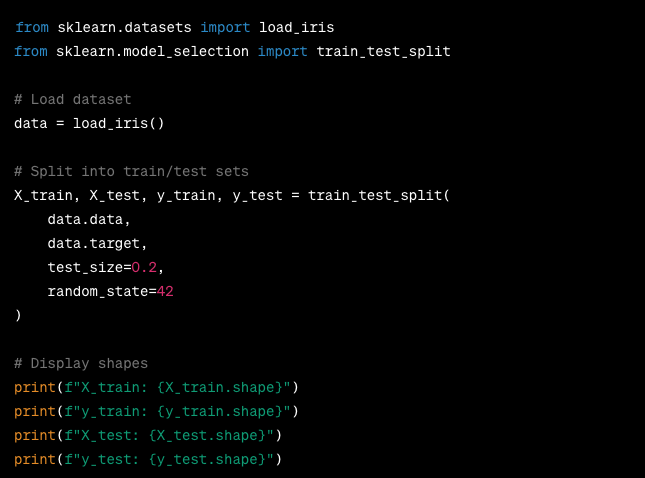 from sklearn.datasets import load_iris
from sklearn.model_selection import train_test_split

# Load dataset
data = load_iris()

# Split into train/test sets
X_train, X_test, y_train, y_test = train_test_split(
    data.data,
    data.target,
    test_size=0.2,
    random_state=42
)

# Display shapes
print(f"X_train: {X_train.shape}")
print(f"y_train: {y_train.shape}")
print(f"X_test: {X_test.shape}")
print(f"y_test: {y_test.shape}")